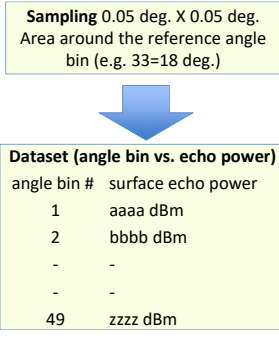 Sampling 0.05 deg. X 0.05 deg.
Area around the reference angle
bin (e.g. 33=18 deg.)
Dataset (angle bin vs. echo power)
angle bin # surface echo power
1 aaaa dBm
2 bbbb dBm
- -
- -
49 zzzz dBm